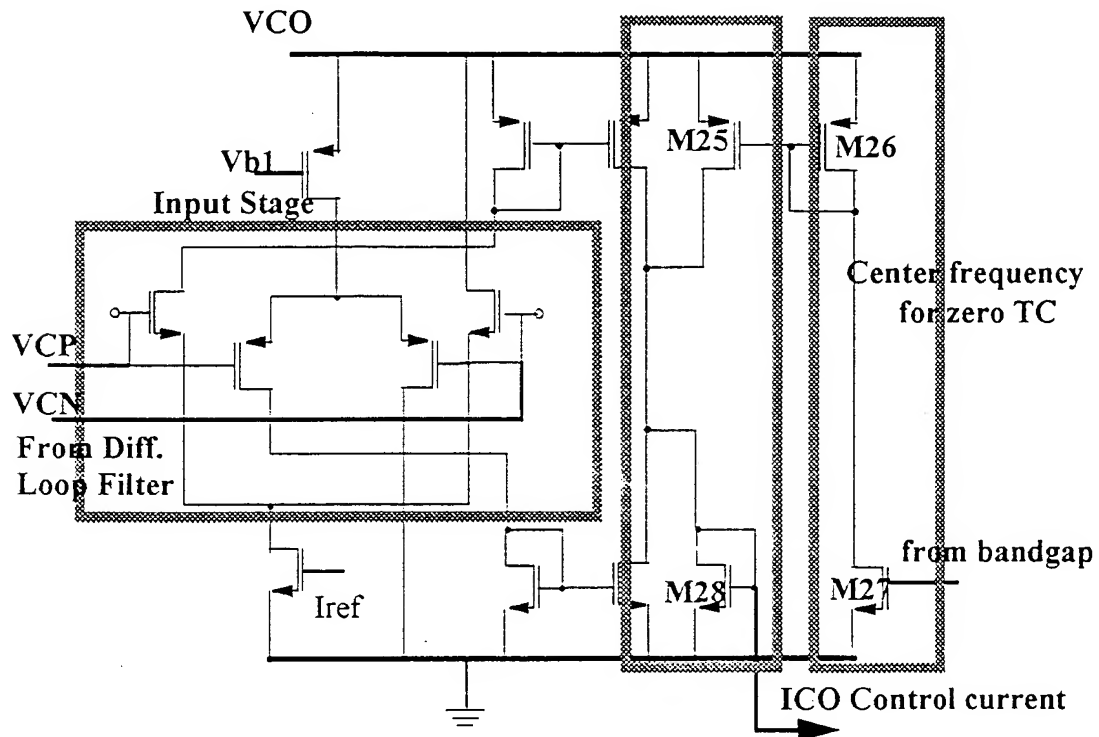 VCO
M25
M26
Vb1
Input Stage
Center frequency
for zero TC
VCP
VCN
From Diff.
Loop Filter
from bandgap
Iref
M28
M27
ICO Control current